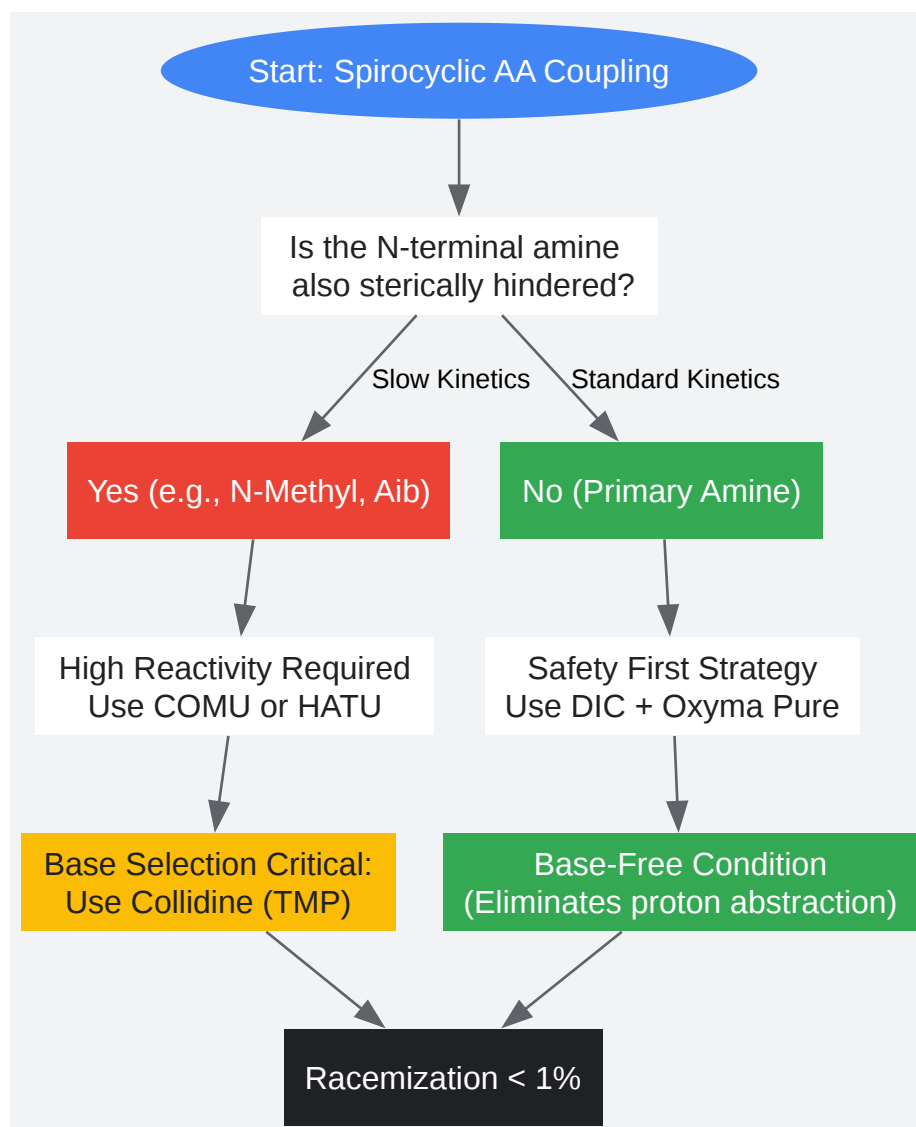 Start: Spirocyclic AA Coupling
Is the N-terminal amine
also sterically hindered?
Slow Kinetics
Standard Kinetics
Yes (e.g., N-Methyl, Aib)
No (Primary Amine)
High Reactivity Required
Use COMU or HATU
Safety First Strategy
Use DIC + Oxyma Pure
Base Selection Critical:
Use Collidine (TMP)
Base-Free Condition
(Eliminates proton abstraction)
Racemization < 1%